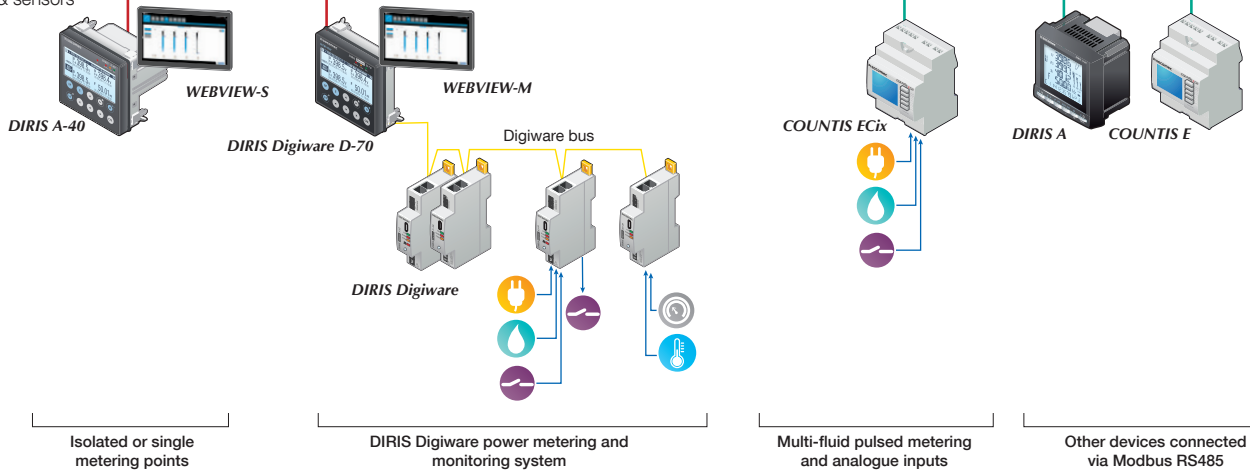 & sensors
WEBVIEW-S
WEBVIEW-M
DIRIS A-40
DIRIS Digiware D-70
Digiware bus
COUNTIS ECix
DIRIS A
COUNTIS E
DIRIS Digiware
Isolated or single
metering points
DIRIS Digiware power metering and
monitoring system
Multi-fluid pulsed metering
and analogue inputs
Other devices connected
via Modbus RS485